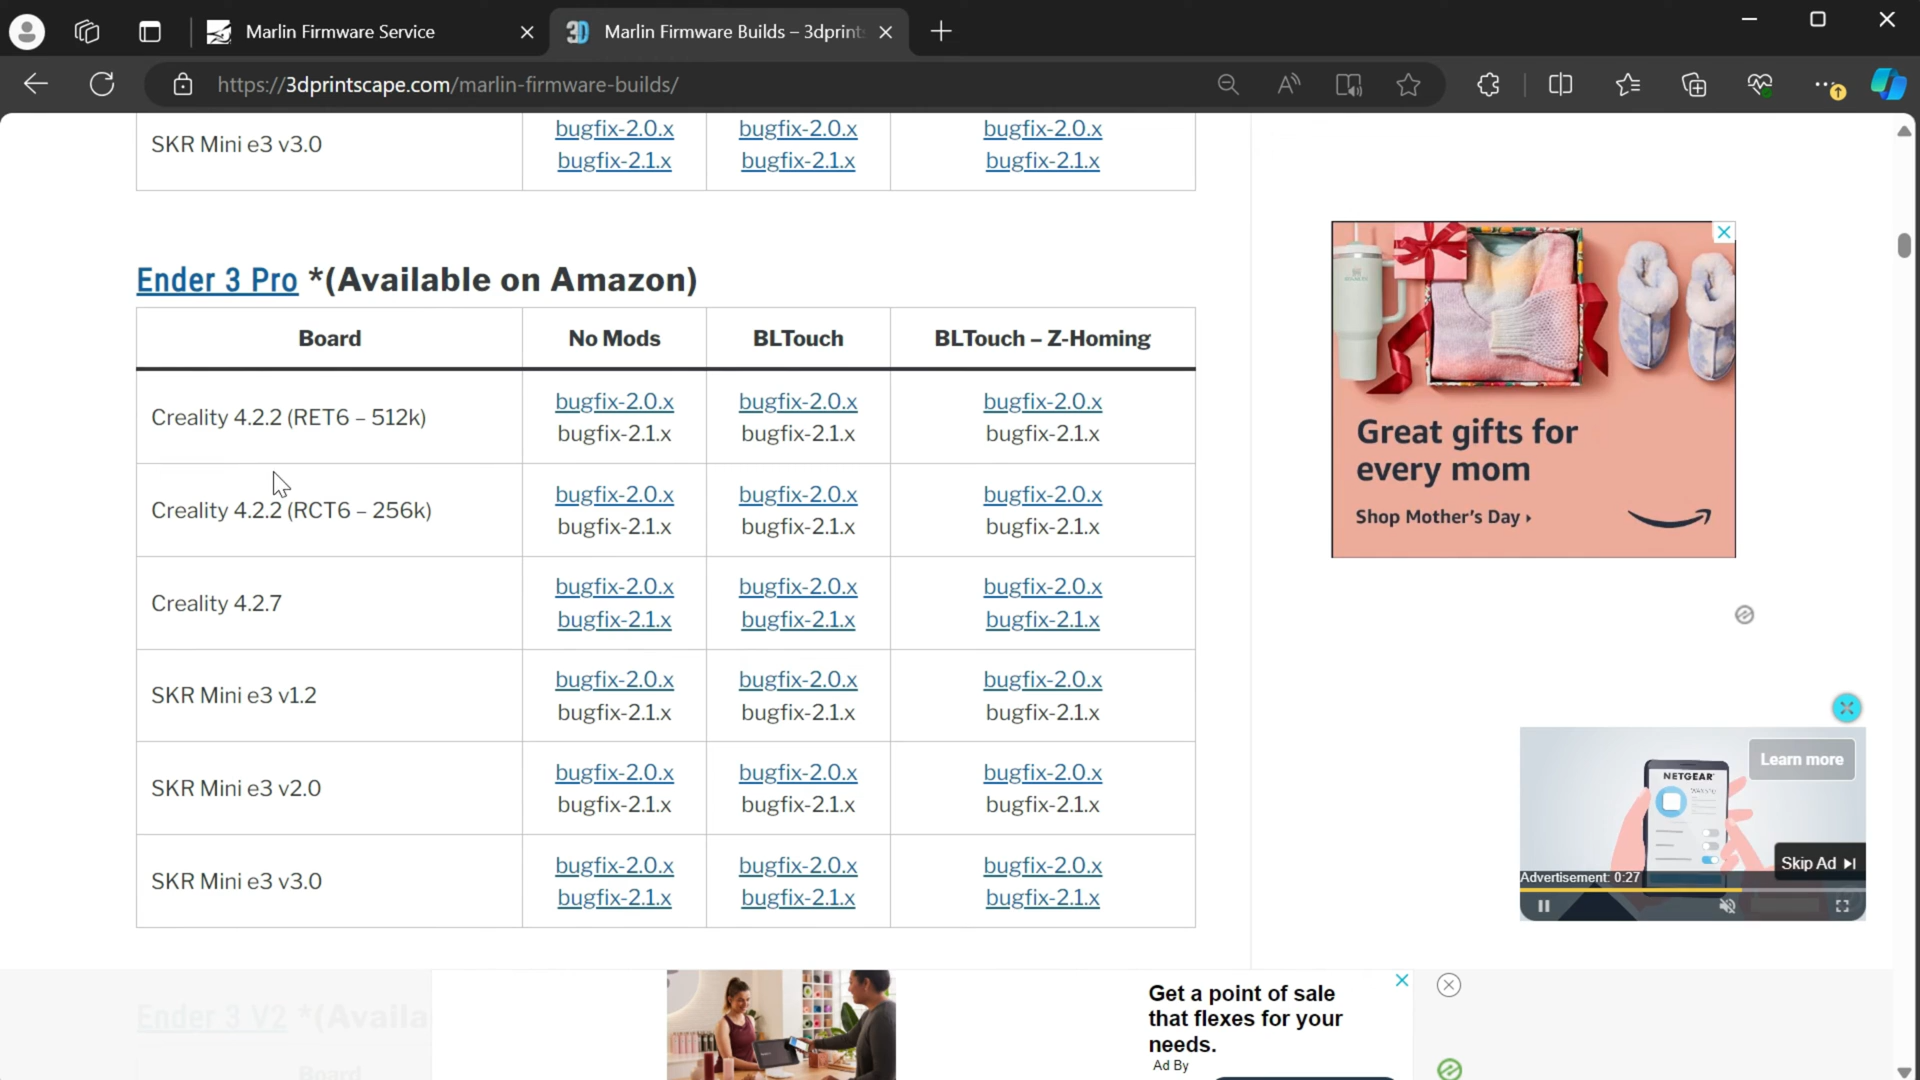 Marlin Firmware Service
Marlin Firmware Builds – 3dprints
https://3dprintscape.com/marlin-firmware-builds/
SKR Mini e3 v3.0
bugfix-2.0.x
bugfix-2.1.x
bugfix-2.0.x
bugfix-2.1.x
bugfix-2.0.x
bugfix-2.1.x
Ender 3 Pro *(Available on Amazon)
Board
No Mods
BLTouch
BLTouch – Z-Homing
Creality 4.2.2 (RET6 – 512k)
bugfix-2.0.x
bugfix-2.1.x
bugfix-2.0.x
bugfix-2.1.x
bugfix-2.0.x
bugfix-2.1.x
Creality 4.2.2 (RCT6 – 256k)
bugfix-2.0.x
bugfix-2.1.x
bugfix-2.0.x
bugfix-2.1.x
bugfix-2.0.x
bugfix-2.1.x
Creality 4.2.7
bugfix-2.0.x
bugfix-2.1.x
bugfix-2.0.x
bugfix-2.1.x
bugfix-2.0.x
bugfix-2.1.x
SKR Mini e3 v1.2
bugfix-2.0.x
bugfix-2.1.x
bugfix-2.0.x
bugfix-2.1.x
bugfix-2.0.x
bugfix-2.1.x
SKR Mini e3 v2.0
bugfix-2.0.x
bugfix-2.1.x
bugfix-2.0.x
bugfix-2.1.x
bugfix-2.0.x
bugfix-2.1.x
SKR Mini e3 v3.0
bugfix-2.0.x
bugfix-2.1.x
bugfix-2.0.x
bugfix-2.1.x
bugfix-2.0.x
bugfix-2.1.x
Ender 3 V2 *(Availa
Board
Great gifts for
every mom
Shop Mother's Day ›
Learn more
NETGEAR
Skip Ad
Advertisement: 0:27
Get a point of sale
that flexes for your
needs.
Ad By